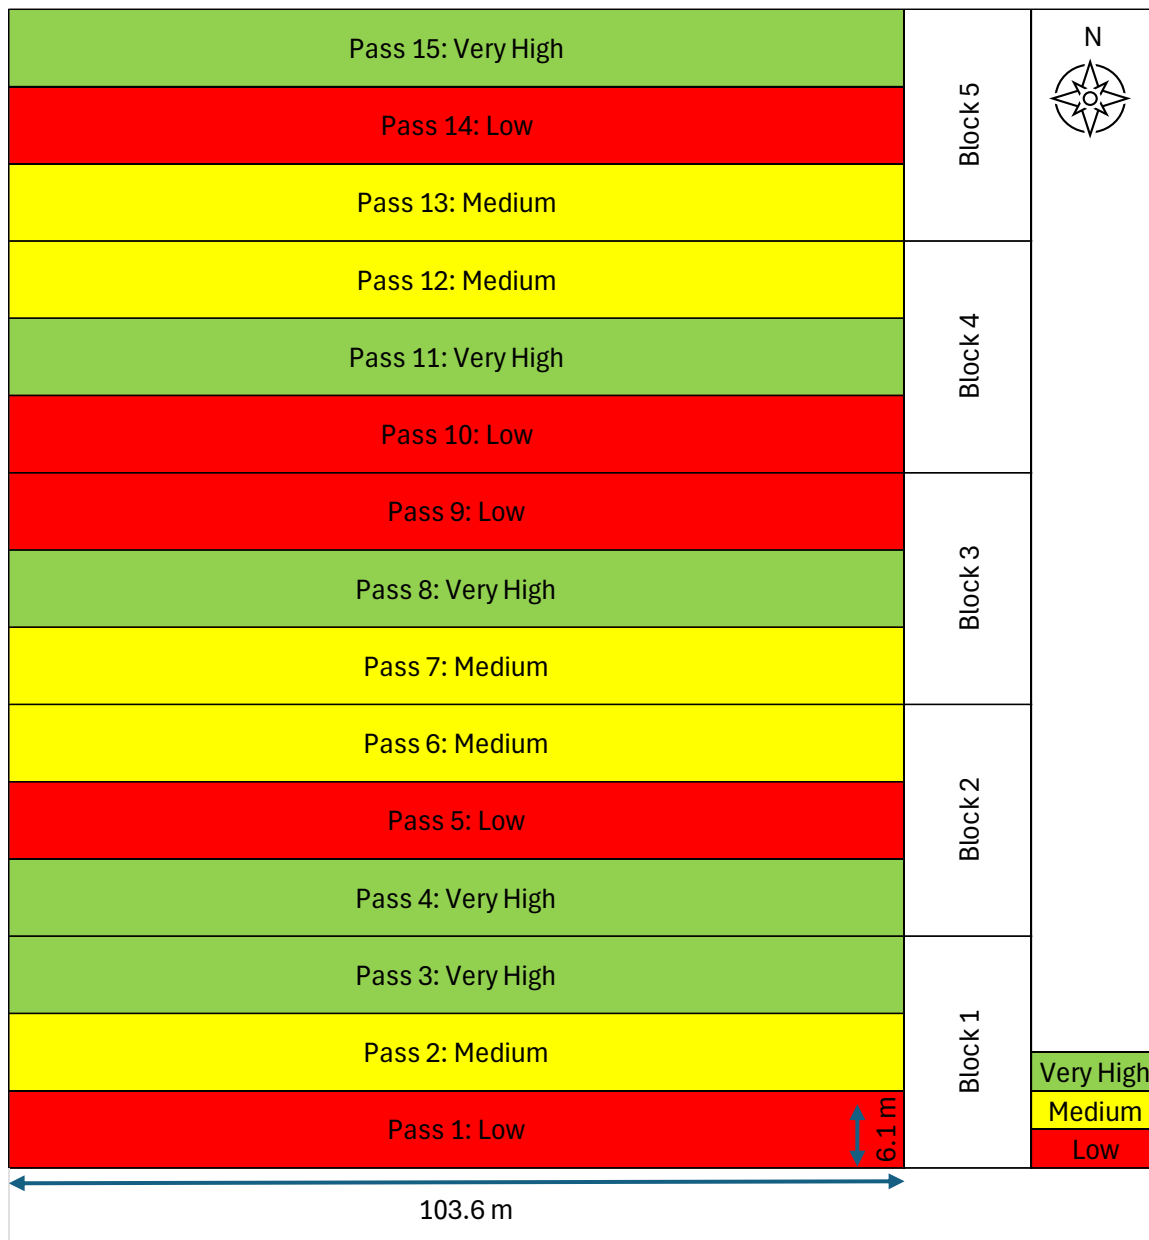 Pass 15: Very High
Pass 14: Low
Pass 13: Medium
Block 5
N
Pass 12: Medium
Pass 11: Very High
Pass 10: Low
Block 4
Pass 9: Low
Pass 8: Very High
Pass 7: Medium
Block 3
Pass 6: Medium
Pass 5: Low
Pass 4: Very High
Block 2
Pass 3: Very High
Pass 2: Medium
Pass 1: Low
6.1 m
Block 1
Very High
Medium
Low
103.6 m